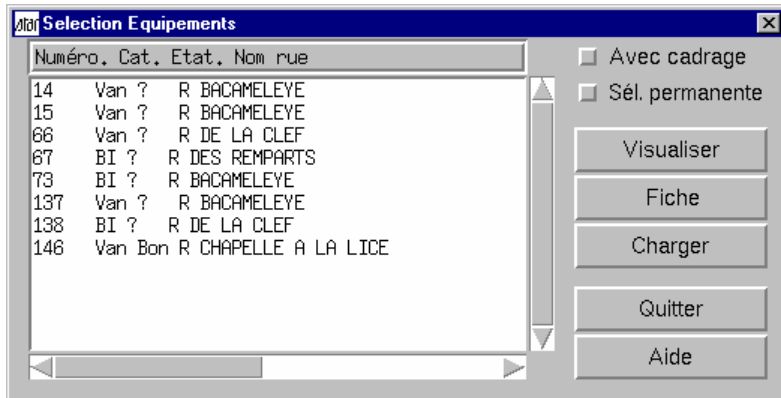 Selection Equipements
Numéro. Cat. Etat. Nom rue
14 Van ? R BACAMELEYE
15 Van ? R BACAMELEYE
66 Van ? R DE LA CLEF
67 BI ? R DES REMPARTS
73 BI ? R BACAMELEYE
137 Van ? R BACAMELEYE
138 BI ? R DE LA CLEF
146 Van Bon R CHAPELLE A LA LICE
Avec cadrage
Sél. permanente
Visualiser
Fiche
Charger
Quitter
Aide